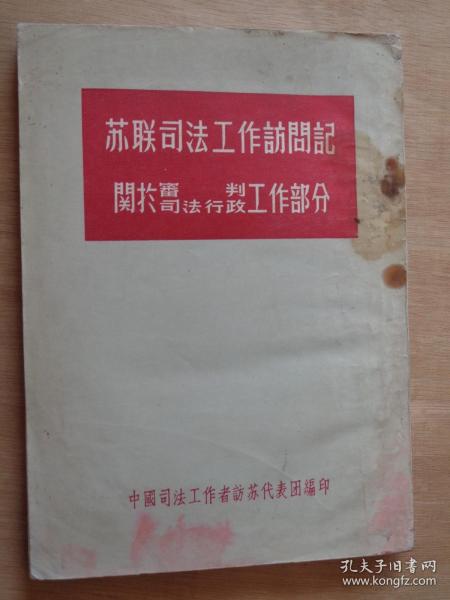 苏联司法工作訪問記
関扵審判司法行政工作部分
中國司法工作者訪苏代表团編印
孔夫子旧书网
www.kongfz.com